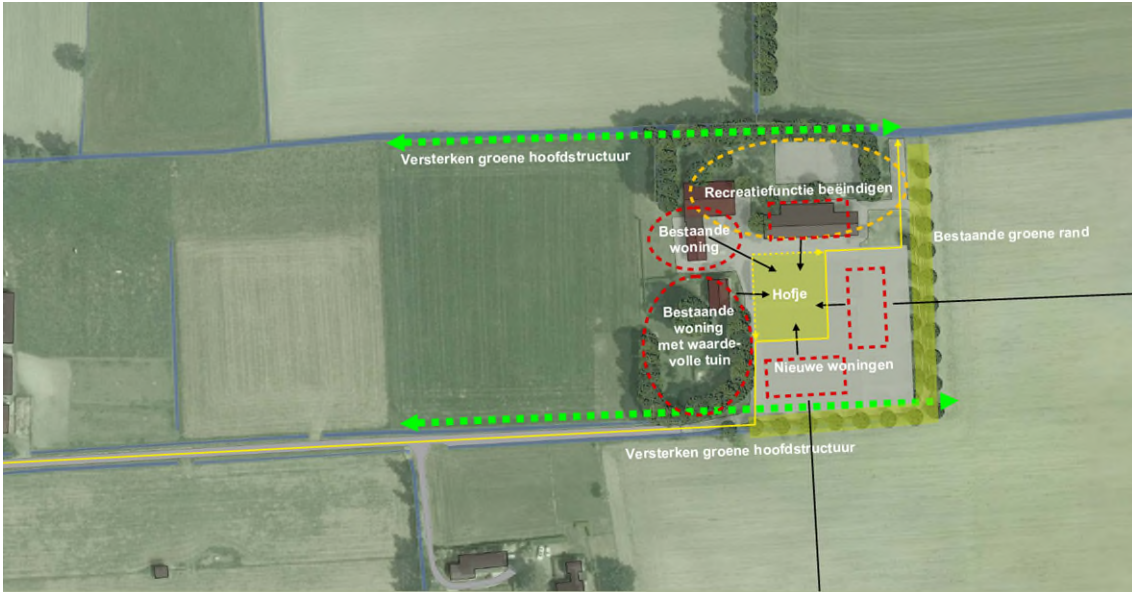 Versterken groene hoofdstructuur
Recreatiefunctie beëindigen
Bestaande
woning
Bestaande groene rand
Hofje
Bestaande
woning
met waarde-
volle tuin
Nieuwe woningen
Versterken groene hoofdstructuur